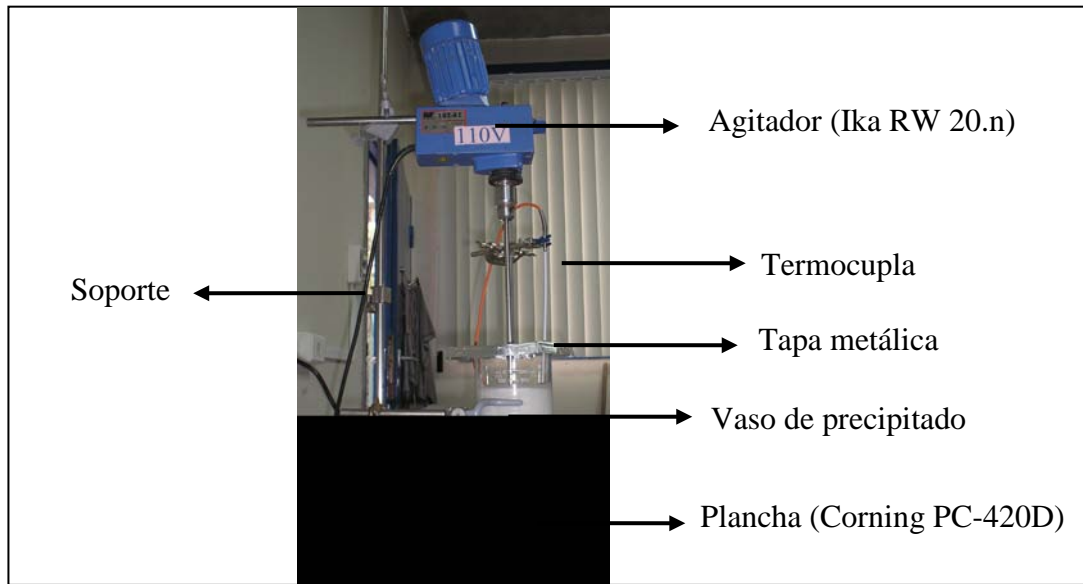 Agitador (Ika RW 20.n)
110V
Termocupla
Soporte
Tapa metálica
Vaso de precipitado
Plancha (Corning PC-420D)